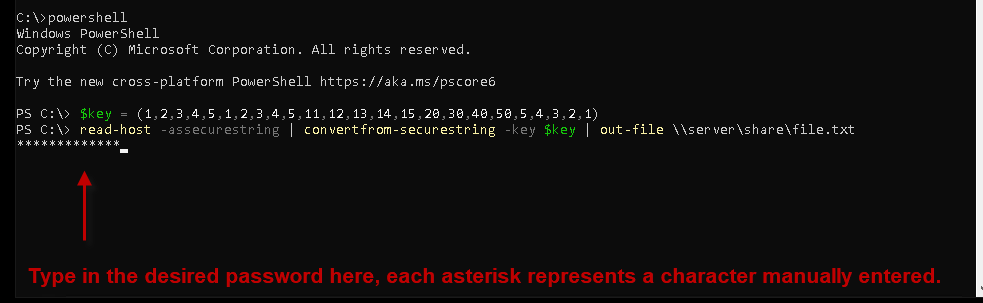 C:\>powershell
Windows PowerShell
Copyright (C) Microsoft Corporation. All rights reserved.
Try the new cross-platform PowerShell https://aka.ms/pscore6
PS C:\> $key = (1,2,3,4,5,1,2,3,4,5,11,12,13,14,15,20,30,40,50,5,4,3,2,1)
PS C:\> read-host -assecurestring | convertfrom-securestring -key $key | out-file \\server\share\file.txt
*************
Type in the desired password here, each asterisk represents a character manually entered.